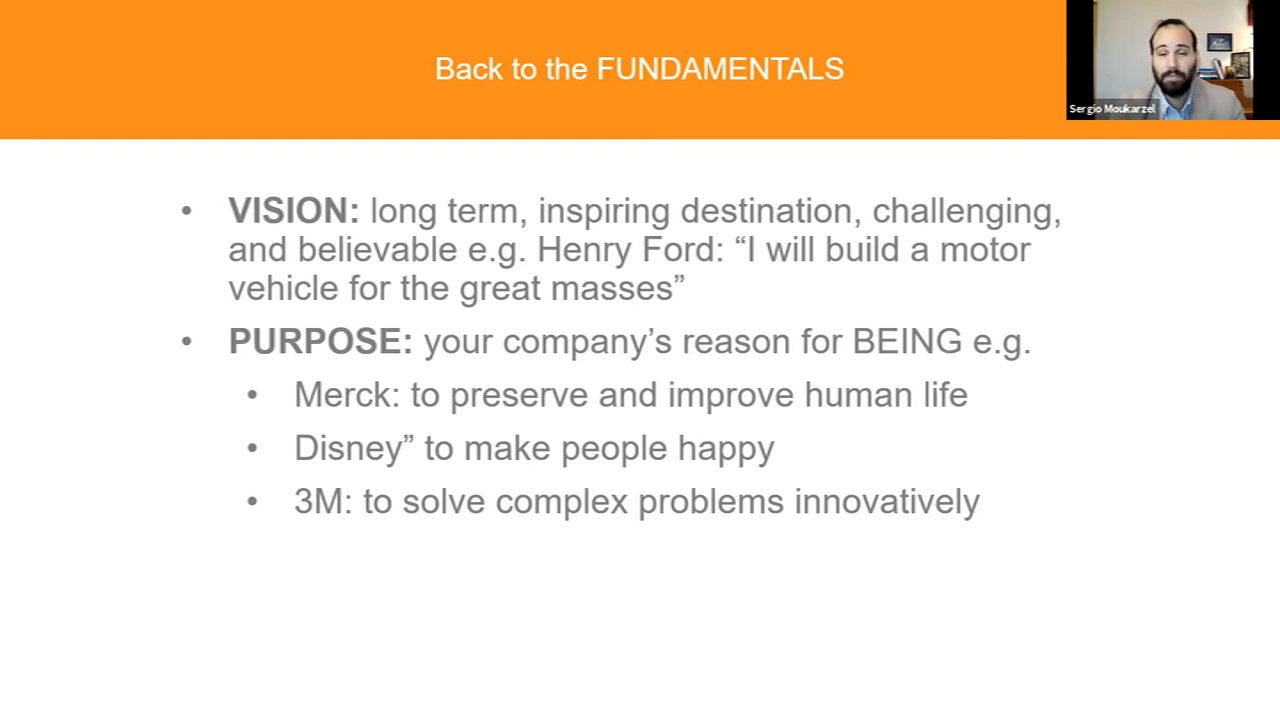 Back to the FUNDAMENTALS
Sergio Moukarzel
• VISION: long term, inspiring destination, challenging,
and believable e.g. Henry Ford: “I will build a motor
vehicle for the great masses”
• PURPOSE: your company’s reason for BEING e.g.
• Merck: to preserve and improve human life
• Disney” to make people happy
• 3M: to solve complex problems innovatively